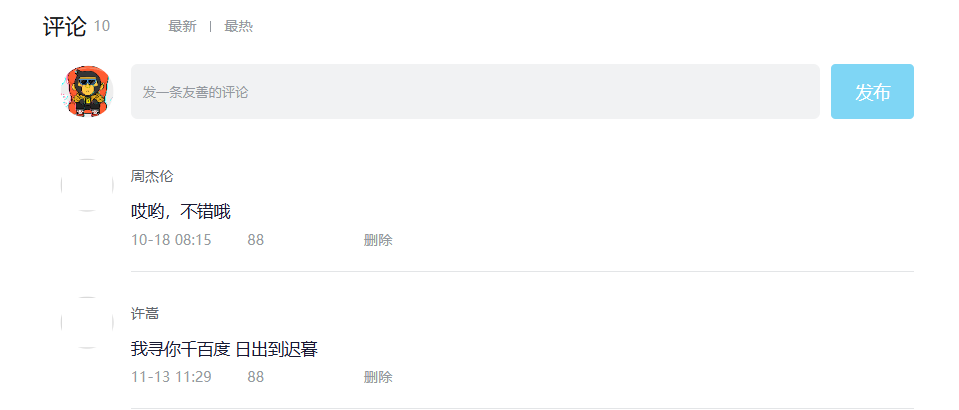 评论 10 最新 | 最热
发一条友善的评论 发布
周杰伦
哎哟，不错哦
10-18 08:15 88 删除
许嵩
我寻你千百度 日出到迟暮
11-13 11:29 88 删除